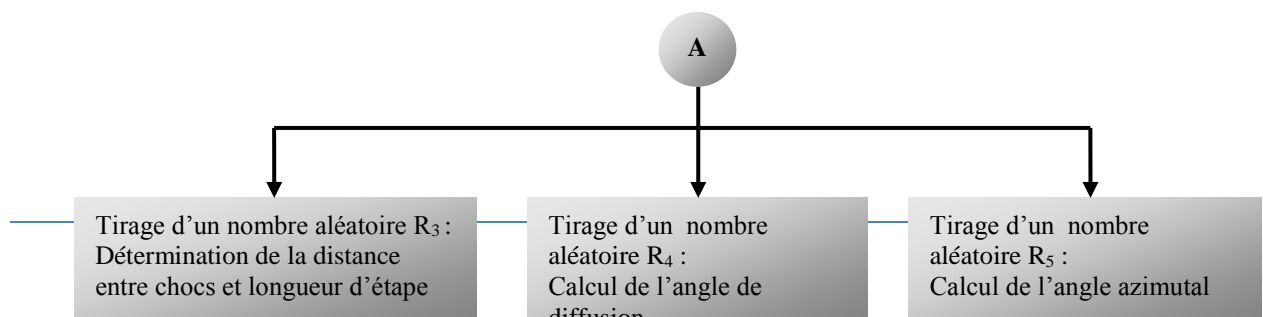 A
Tirage d’un nombre aléatoire R₃ :
Détermination de la distance
entre chocs et longueur d’étape
Tirage d’un nombre
aléatoire R₄ :
Calcul de l’angle de
diffusion
Tirage d’un nombre
aléatoire R₅ :
Calcul de l’angle azimutal